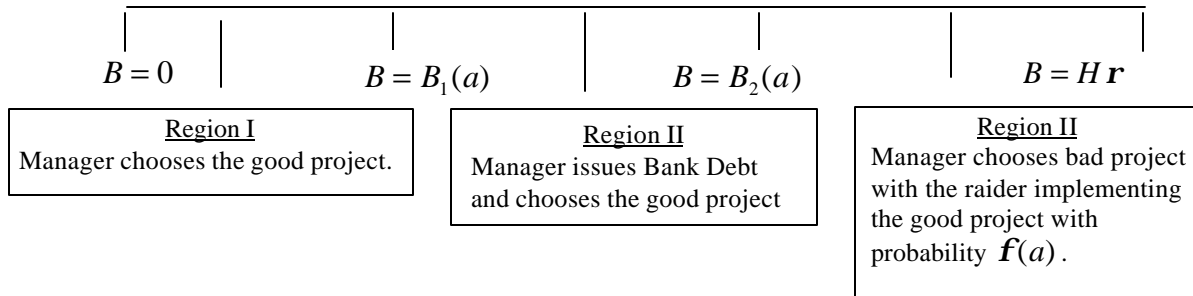 B = 0
B = B₁(a)
B = B₂(a)
B = H r
Region I
Manager chooses the good project.
Region II
Manager issues Bank Debt
and chooses the good project
Region II
Manager chooses bad project
with the raider implementing
the good project with
probability f(a).